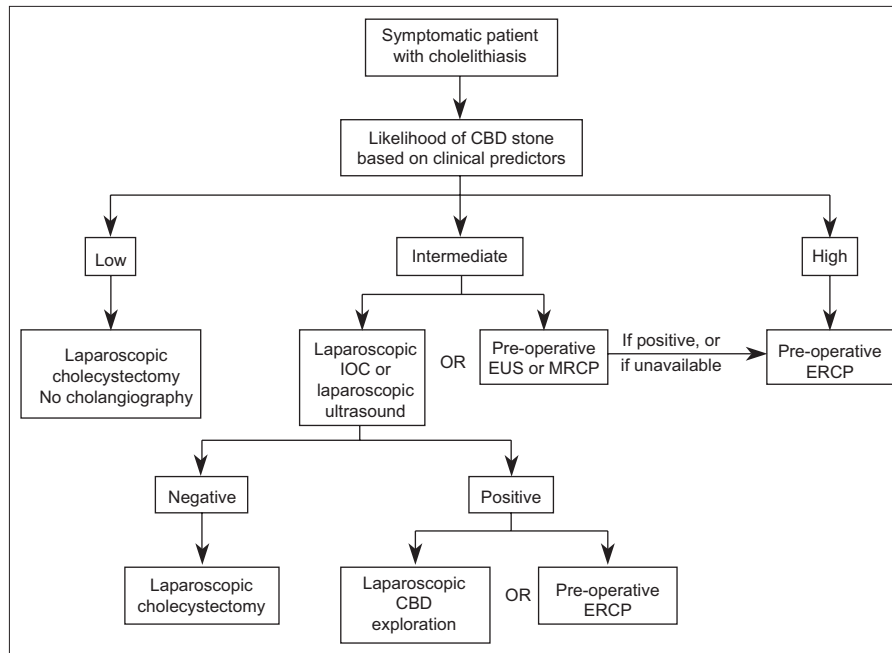 Symptomatic patient
with cholelithiasis
Likelihood of CBD stone
based on clinical predictors
Low
Intermediate
High
Laparoscopic
cholecystectomy
No cholangiography
Laparoscopic
IOC or
laparoscopic
ultrasound
OR
Pre-operative
EUS or MRCP
If positive, or
if unavailable
Pre-operative
ERCP
Negative
Positive
Laparoscopic
cholecystectomy
Laparoscopic
CBD
exploration
OR
Pre-operative
ERCP